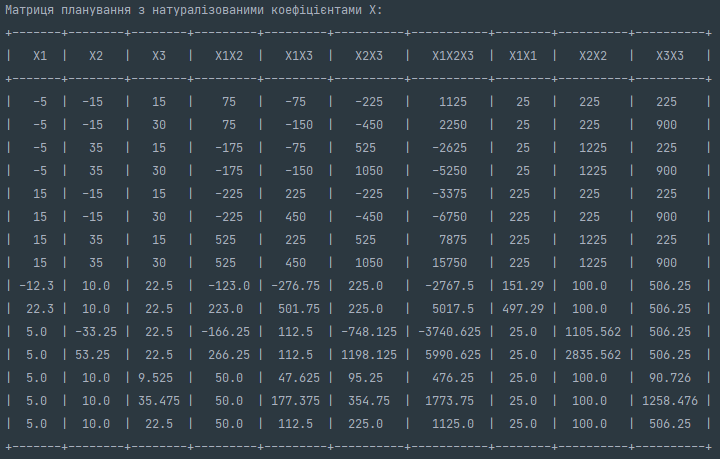 Матриця планування з натуралізованими коефіцієнтами X:
+-------+--------+-------+--------+---------+----------+-----------+--------+----------+----------+
|   X1  |   X2   |   X3  |  X1X2  |   X1X3  |   X2X3   |   X1X2X3  |  X1X1  |   X2X2   |   X3X3   |
+-------+--------+-------+--------+---------+----------+-----------+--------+----------+----------+
|   -5  |  -15   |   15  |   75   |   -75   |   -225   |    1125   |   25   |   225    |   225    |
|   -5  |  -15   |   30  |   75   |   -150  |   -450   |    2250   |   25   |   225    |   900    |
|   -5  |   35   |   15  |  -175  |   -75   |   525    |   -2625   |   25   |   1225   |   225    |
|   -5  |   35   |   30  |  -175  |   -150  |   1050   |   -5250   |   25   |   1225   |   900    |
|   15  |  -15   |   15  |  -225  |   225   |   -225   |   -3375   |  225   |   225    |   225    |
|   15  |  -15   |   30  |  -225  |   450   |   -450   |   -6750   |  225   |   225    |   900    |
|   15  |   35   |   15  |  525   |   225   |   525    |    7875   |  225   |   1225   |   225    |
|   15  |   35   |   30  |  525   |   450   |   1050   |   15750   |  225   |   1225   |   900    |
| -12.3 |  10.0  |  22.5 | -123.0 | -276.75 |  225.0   |  -2767.5  | 151.29 |  100.0   |  506.25  |
|  22.3 |  10.0  |  22.5 | 223.0  |  501.75 |  225.0   |   5017.5  | 497.29 |  100.0   |  506.25  |
|  5.0  | -33.25 |  22.5 | -166.25 |  112.5  | -748.125 | -3740.625 |  25.0  | 1105.562 |  506.25  |
|  5.0  | 53.25  |  22.5 | 266.25 |  112.5  | 1198.125 |  5990.625 |  25.0  | 2835.562 |  506.25  |
|  5.0  |  10.0  | 9.525 |  50.0  |  47.625 |  95.25   |   476.25  |  25.0  |  100.0   |  90.726  |
|  5.0  |  10.0  | 35.475 |  50.0  | 177.375 |  354.75  |  1773.75  |  25.0  |  100.0   | 1258.476 |
|  5.0  |  10.0  |  22.5 |  50.0  |  112.5  |  225.0   |   1125.0  |  25.0  |  100.0   |  506.25  |
+-------+--------+-------+--------+---------+----------+-----------+--------+----------+----------+